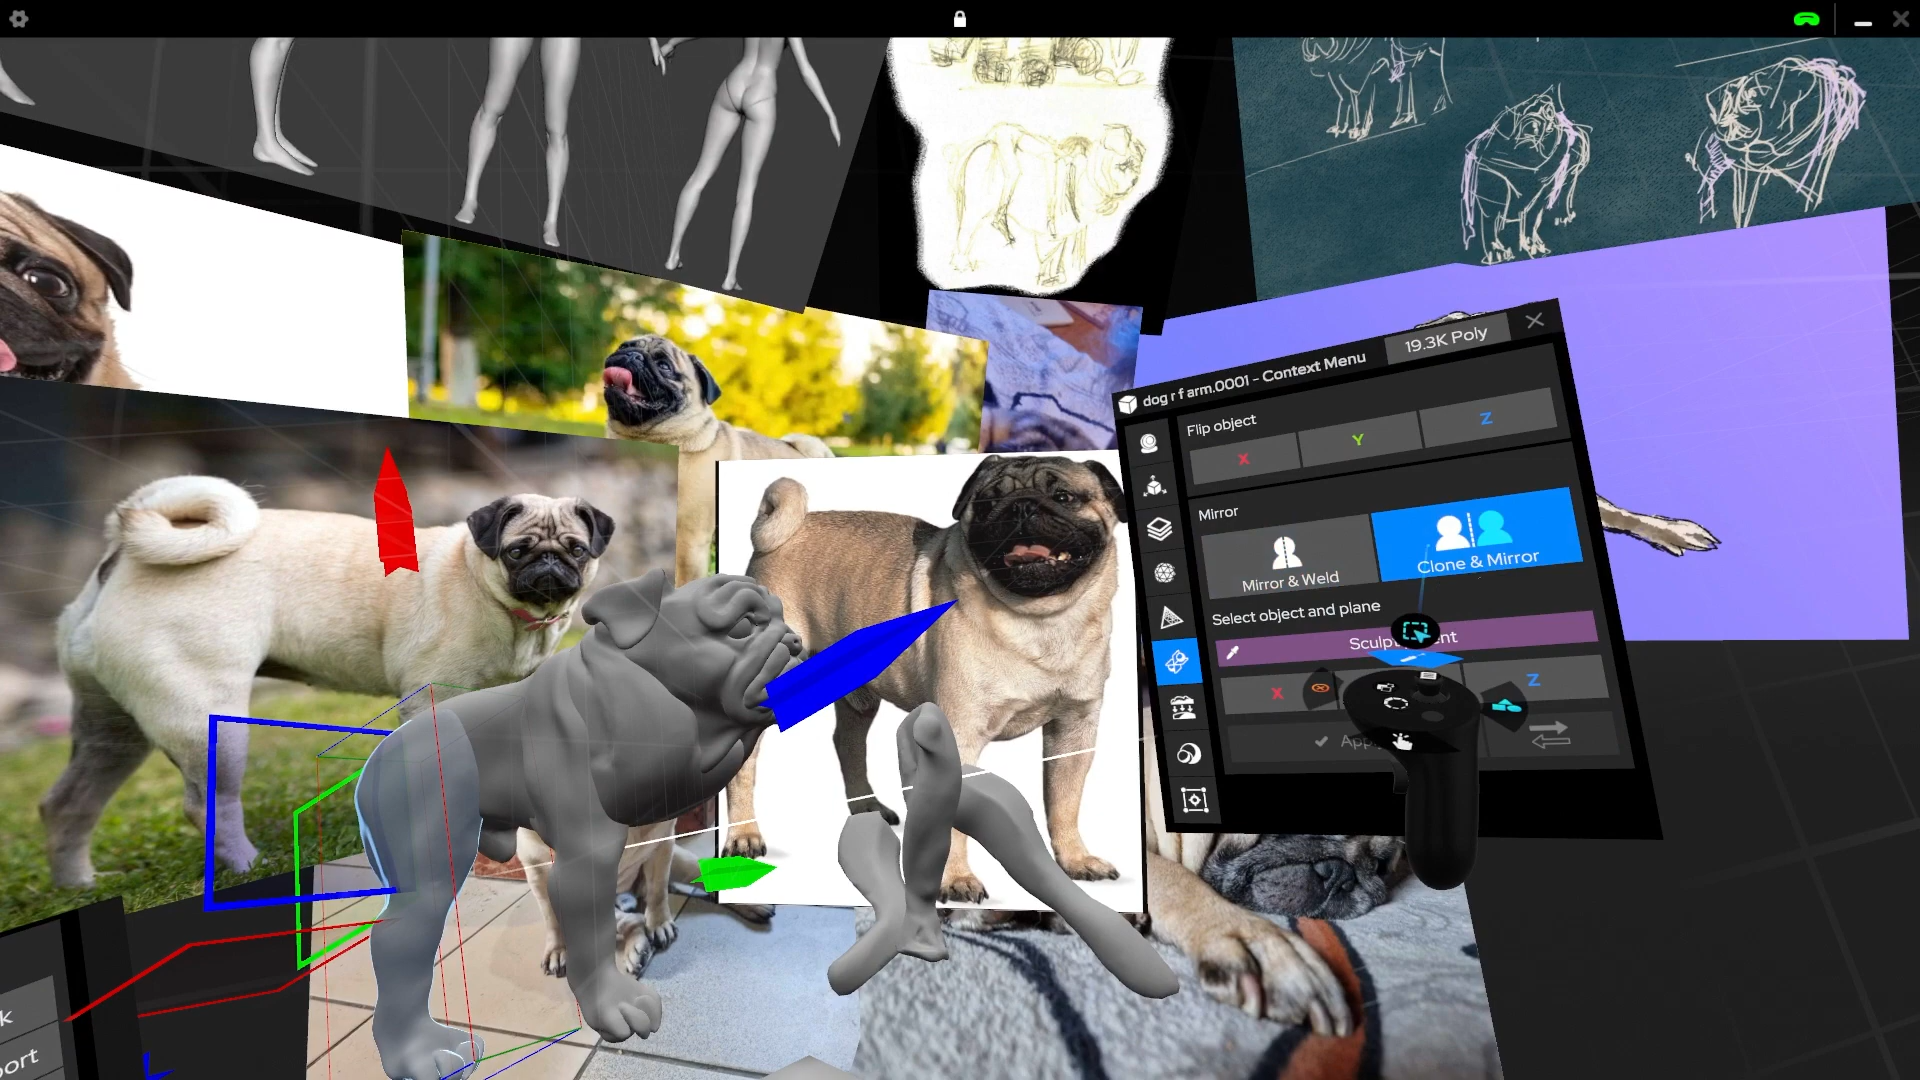 dog r f arm.0001 - Context Menu
19.3K Poly
Flip object
X
Y
Z
Mirror
Mirror & Weld
Clone & Mirror
Select object and plane
X
Z